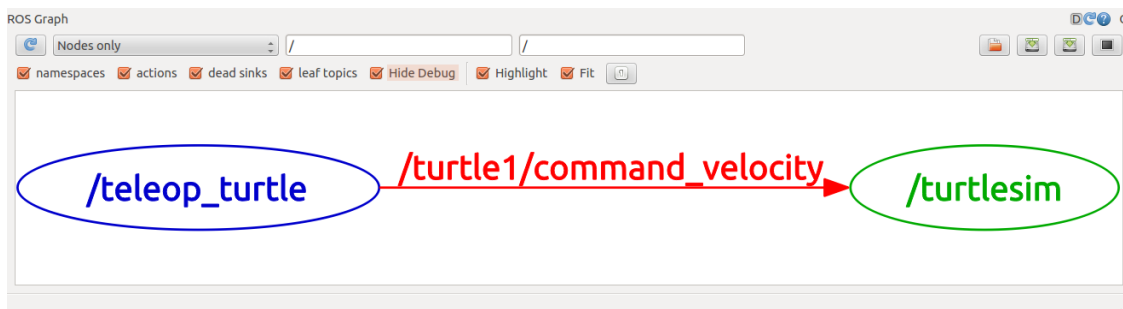 ROS Graph
D
Nodes only / /
namespaces actions dead sinks leaf topics Hide Debug Highlight Fit
/teleop_turtle /turtle1/command_velocity /turtlesim